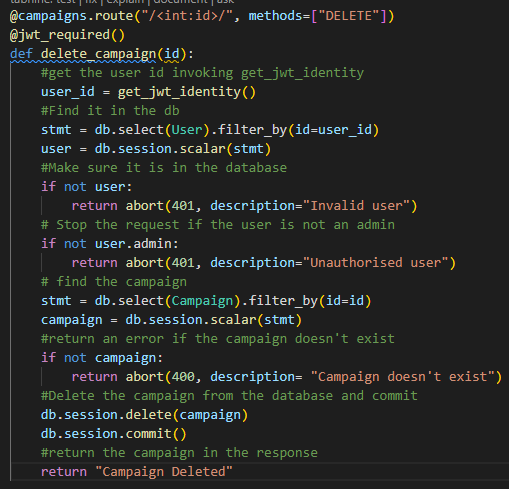 tabnine: test | fix | explain | document | ask
@campaigns.route("/<int:id>/", methods=["DELETE"])
@jwt_required()
def delete_campaign(id):
    #get the user id invoking get_jwt_identity
    user_id = get_jwt_identity()
    #Find it in the db
    stmt = db.select(User).filter_by(id=user_id)
    user = db.session.scalar(stmt)
    #Make sure it is in the database
    if not user:
        return abort(401, description="Invalid user")
    # Stop the request if the user is not an admin
    if not user.admin:
        return abort(401, description="Unauthorised user")
    # find the campaign
    stmt = db.select(Campaign).filter_by(id=id)
    campaign = db.session.scalar(stmt)
    #return an error if the campaign doesn't exist
    if not campaign:
        return abort(400, description= "Campaign doesn't exist")
    #Delete the campaign from the database and commit
    db.session.delete(campaign)
    db.session.commit()
    #return the campaign in the response
    return "Campaign Deleted"